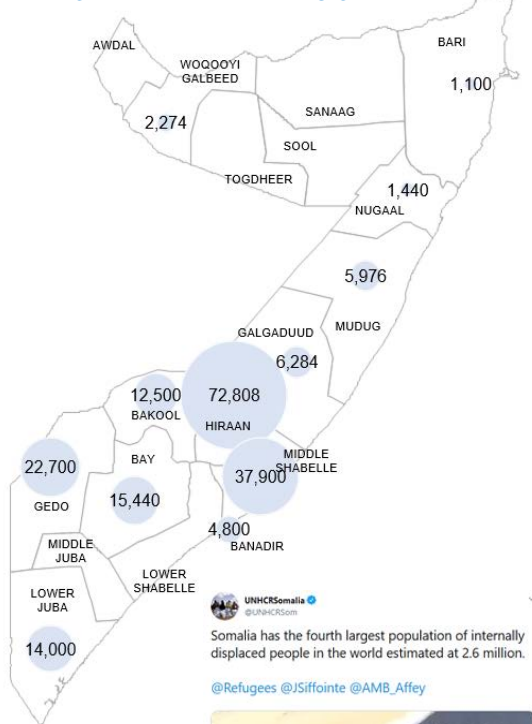 AWDAL
BARI
WOQOOYI
GALBEED
1,100
SANAAG
2,274
SOOL
TOGDHEER
1,440
NUGAAL
5,976
MUDUG
GALGADUUD
6,284
12,500
BAKOOL
72,808
HIRAAN
22,700
GEDO
BAY
15,440
MIDDLE
SHABELLE
37,900
4,800
BANADIR
MIDDLE
JUBA
LOWER
SHABELLE
LOWER
JUBA
14,000
UNHCRSomalia
@UNHCRSom
Somalia has the fourth largest population of internally
displaced people in the world estimated at 2.6 million.
@Refugees @JSiffointe @AMB_Affey